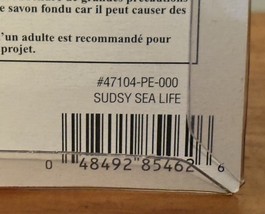 e savon fondu car il peut causer des
'un adulte est recommandé pour
projet.
#47104-PE-000
SUDSY SEA LIFE
0 48492 85462 6